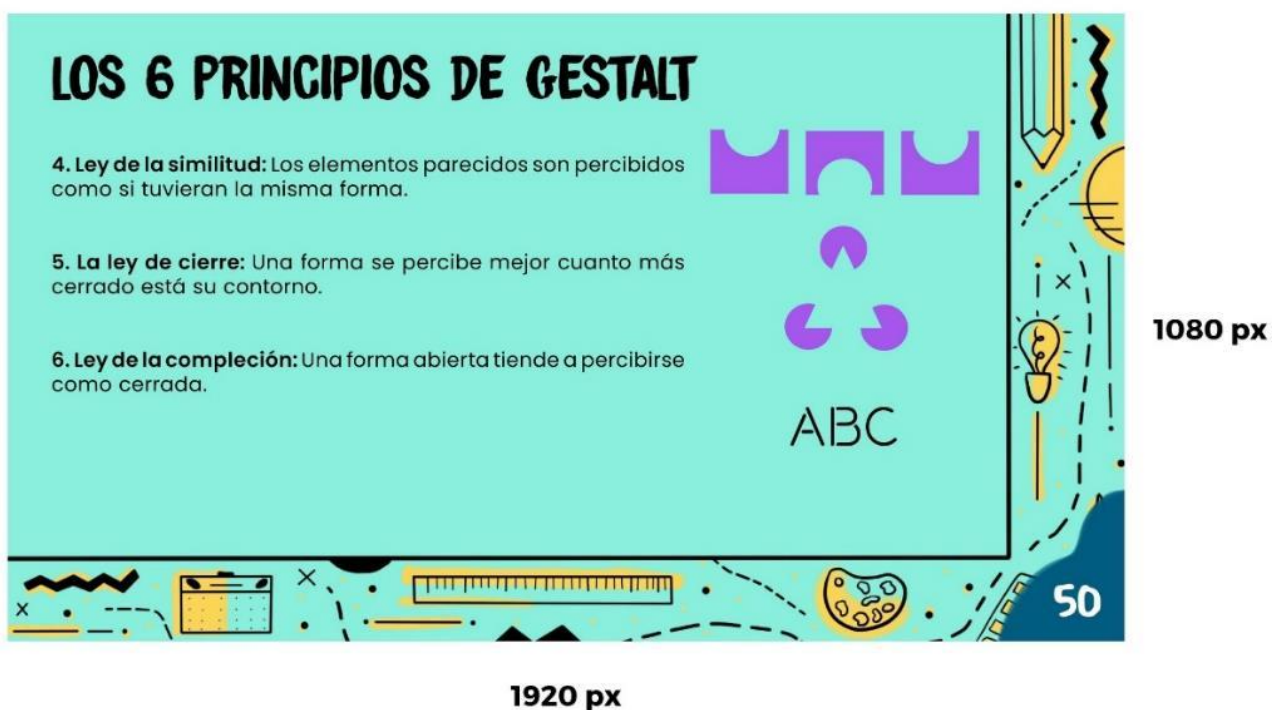 LOS 6 PRINCIPIOS DE GESTALT
4. Ley de la similitud: Los elementos parecidos son percibidos
como si tuvieran la misma forma.
5. La ley de cierre: Una forma se percibe mejor cuanto más
cerrado está su contorno.
6. Ley de la compleción: Una forma abierta tiende a percibirse
como cerrada.
ABC
50
1080 px
1920 px